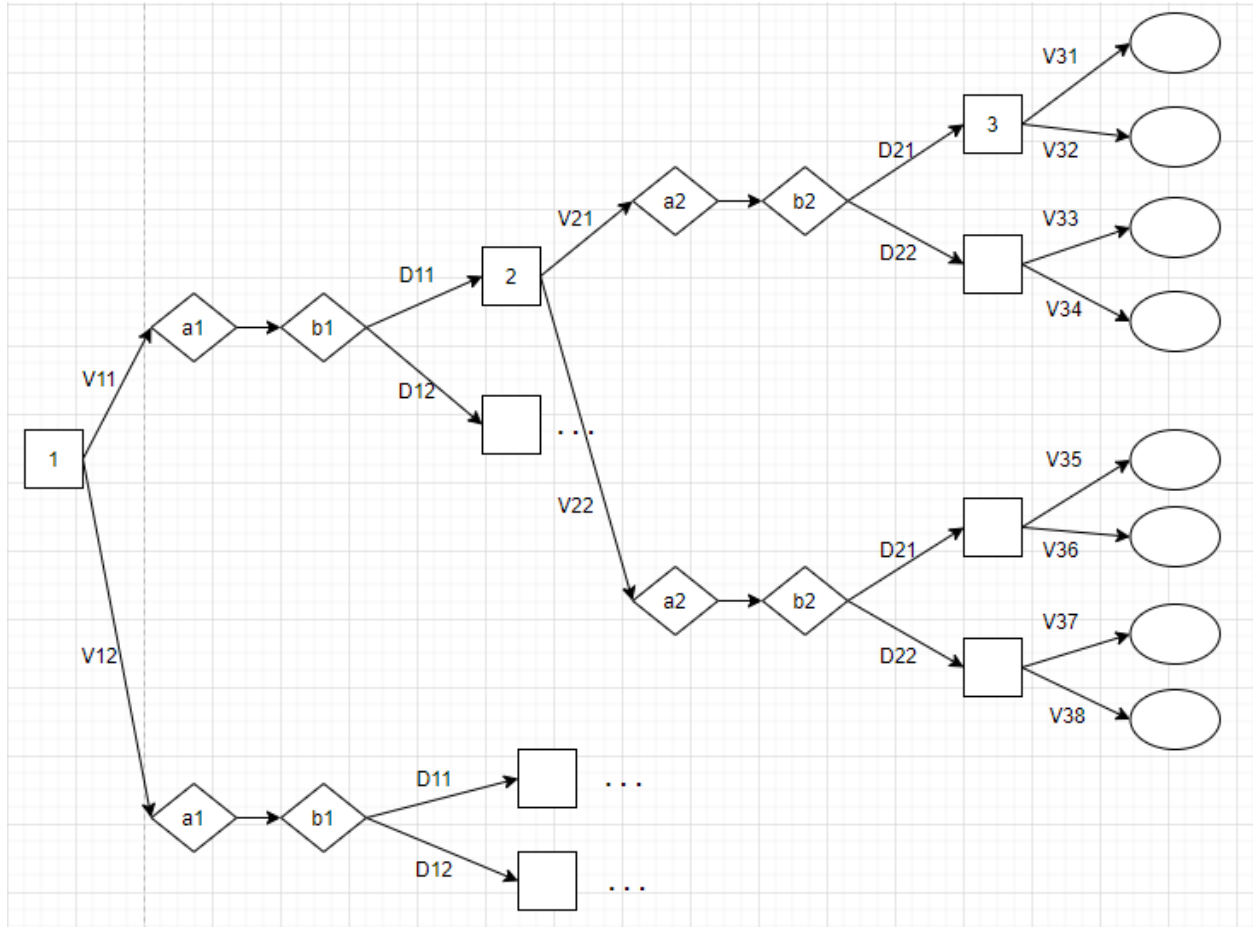 V31
3
V32
D21
a2
b2
V21
V33
D22
V34
D11
2
a1
b1
V11
D12
. . .
1
V35
V22
D21
V36
a2
b2
V37
D22
V12
V38
D11
. . .
a1
b1
D12
. . .